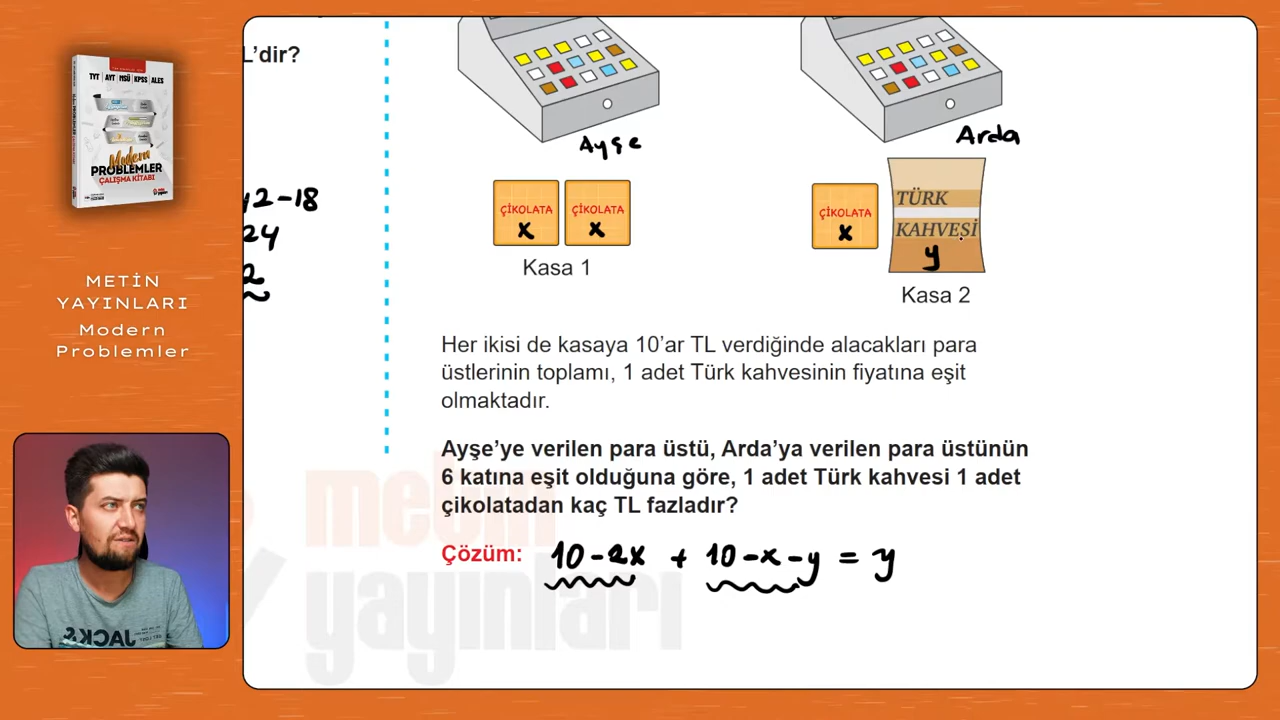 TYT AYT MSÜ KPSS ALES
Modern
PROBLEMLER
ÇALIŞMA KİTABI
METİN
YAYINLARI
Modern
Problemler
L'dir?
42-18
24
2
Ayşe
Arda
ÇİKOLATA
x
ÇİKOLATA
x
Kasa 1
ÇİKOLATA
x
TÜRK
KAHVESİ
y
Kasa 2
Her ikisi de kasaya 10'ar TL verdiğinde alacakları para
üstlerinin toplamı, 1 adet Türk kahvesinin fiyatına eşit
olmaktadır.
Ayşe'ye verilen para üstü, Arda'ya verilen para üstünün
6 katına eşit olduğuna göre, 1 adet Türk kahvesi 1 adet
çikolatadan kaç TL fazladır?
Çözüm: 10-2x + 10-x-y = y
metin
yayınları